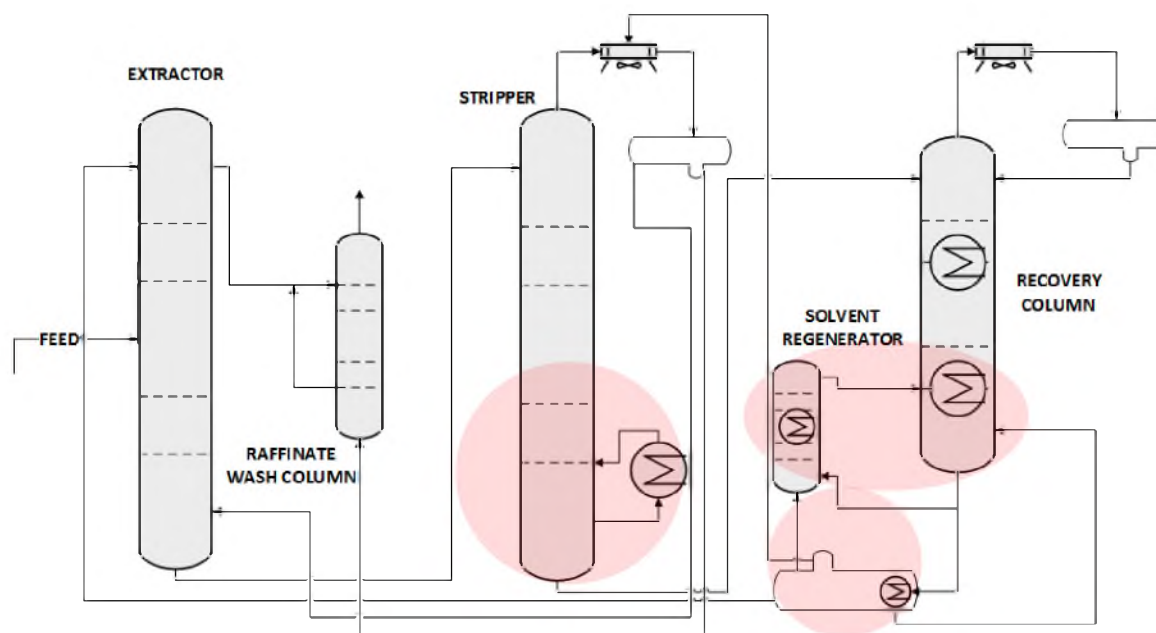 EXTRACTOR
STRIPPER
FEED
RAFFINATE
WASH COLUMN
SOLVENT
REGENERATOR
RECOVERY
COLUMN